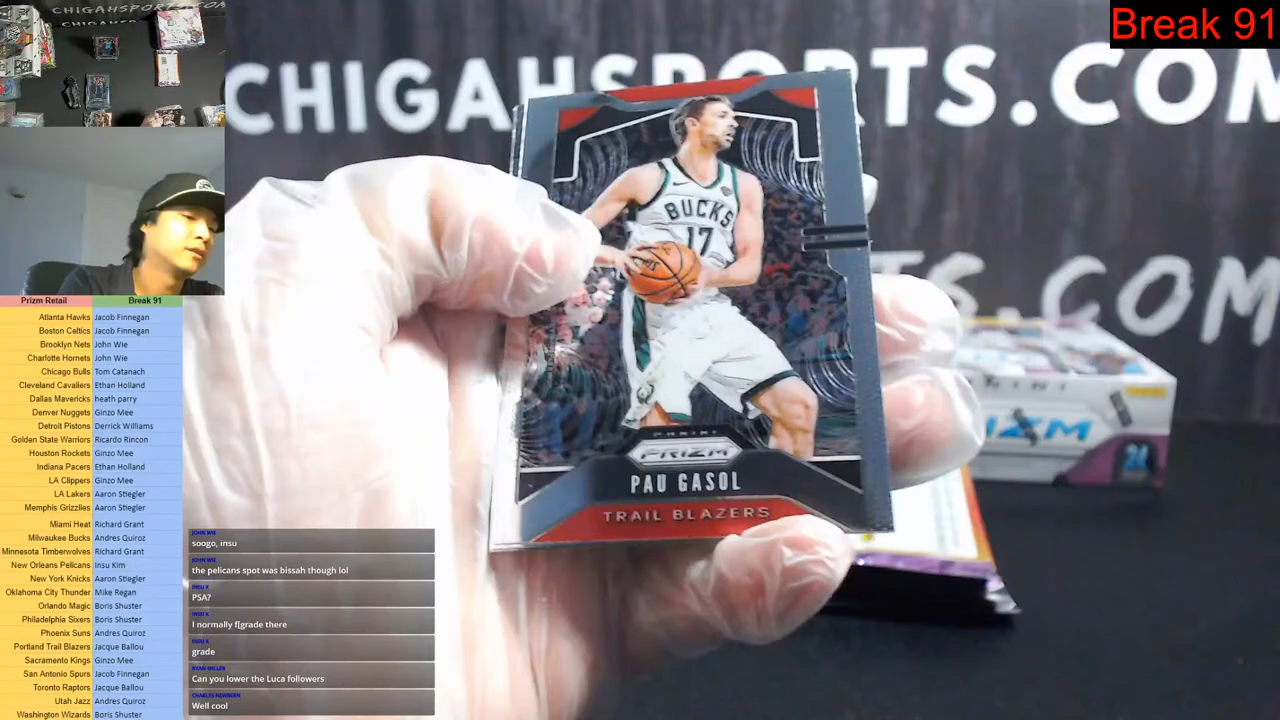 Break 91
CHIGAHSPORTS.COM
TS.COM
BUCKS
17
PANINI
PRIZM
PAU GASOL
TRAIL BLAZERS
Prizm Retail Break 91
Atlanta Hawks Jacob Finnegan
Boston Celtics Jacob Finnegan
Brooklyn Nets John Wie
Charlotte Hornets John Wie
Chicago Bulls Tom Catanach
Cleveland Cavaliers Ethan Holland
Dallas Mavericks heath parry
Denver Nuggets Ginzo Mee
Detroit Pistons Derrick Williams
Golden State Warriors Ricardo Rincon
Houston Rockets Ginzo Mee
Indiana Pacers Ethan Holland
LA Clippers Ginzo Mee
LA Lakers Aaron Stiegler
Memphis Grizzlies Aaron Stiegler
Miami Heat Richard Grant
Milwaukee Bucks Andres Quiroz
Minnesota Timberwolves Richard Grant
New Orleans Pelicans Insu Kim
New York Knicks Aaron Stiegler
Oklahoma City Thunder Mike Regan
Orlando Magic Boris Shuster
Philadelphia Sixers Boris Shuster
Phoenix Suns Andres Quiroz
Portland Trail Blazers Jacque Ballou
Sacramento Kings Ginzo Mee
San Antonio Spurs Jacob Finnegan
Toronto Raptors Jacque Ballou
Utah Jazz Andres Quiroz
Washington Wizards Boris Shuster
JOHN WIE
soogo, insu
JOHN WIE
the pelicans spot was bissah though lol
INSU K
PSA?
INSU K
I normally f[grade there
INSU K
grade
RYAN MILLER
Can you lower the Luca followers
CHARLES NEWBERN
Well cool